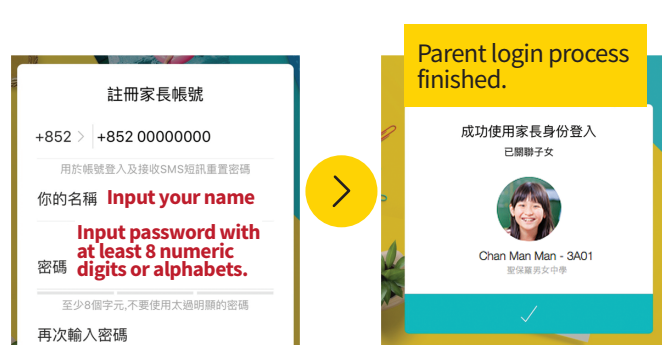 註冊家長帳號
+852 +852 00000000
用於帳號登入及接收SMS短訊重置密碼
你的名稱 Input your name
Input password with
at least 8 numeric
密碼 digits or alphabets.
至少8個字元,不要使用太過明顯的密碼
再次輸入密碼
Parent login process
finished.
成功使用家長身份登入
已關聯子女
Chan Man Man - 3A01
聖保羅男女中學